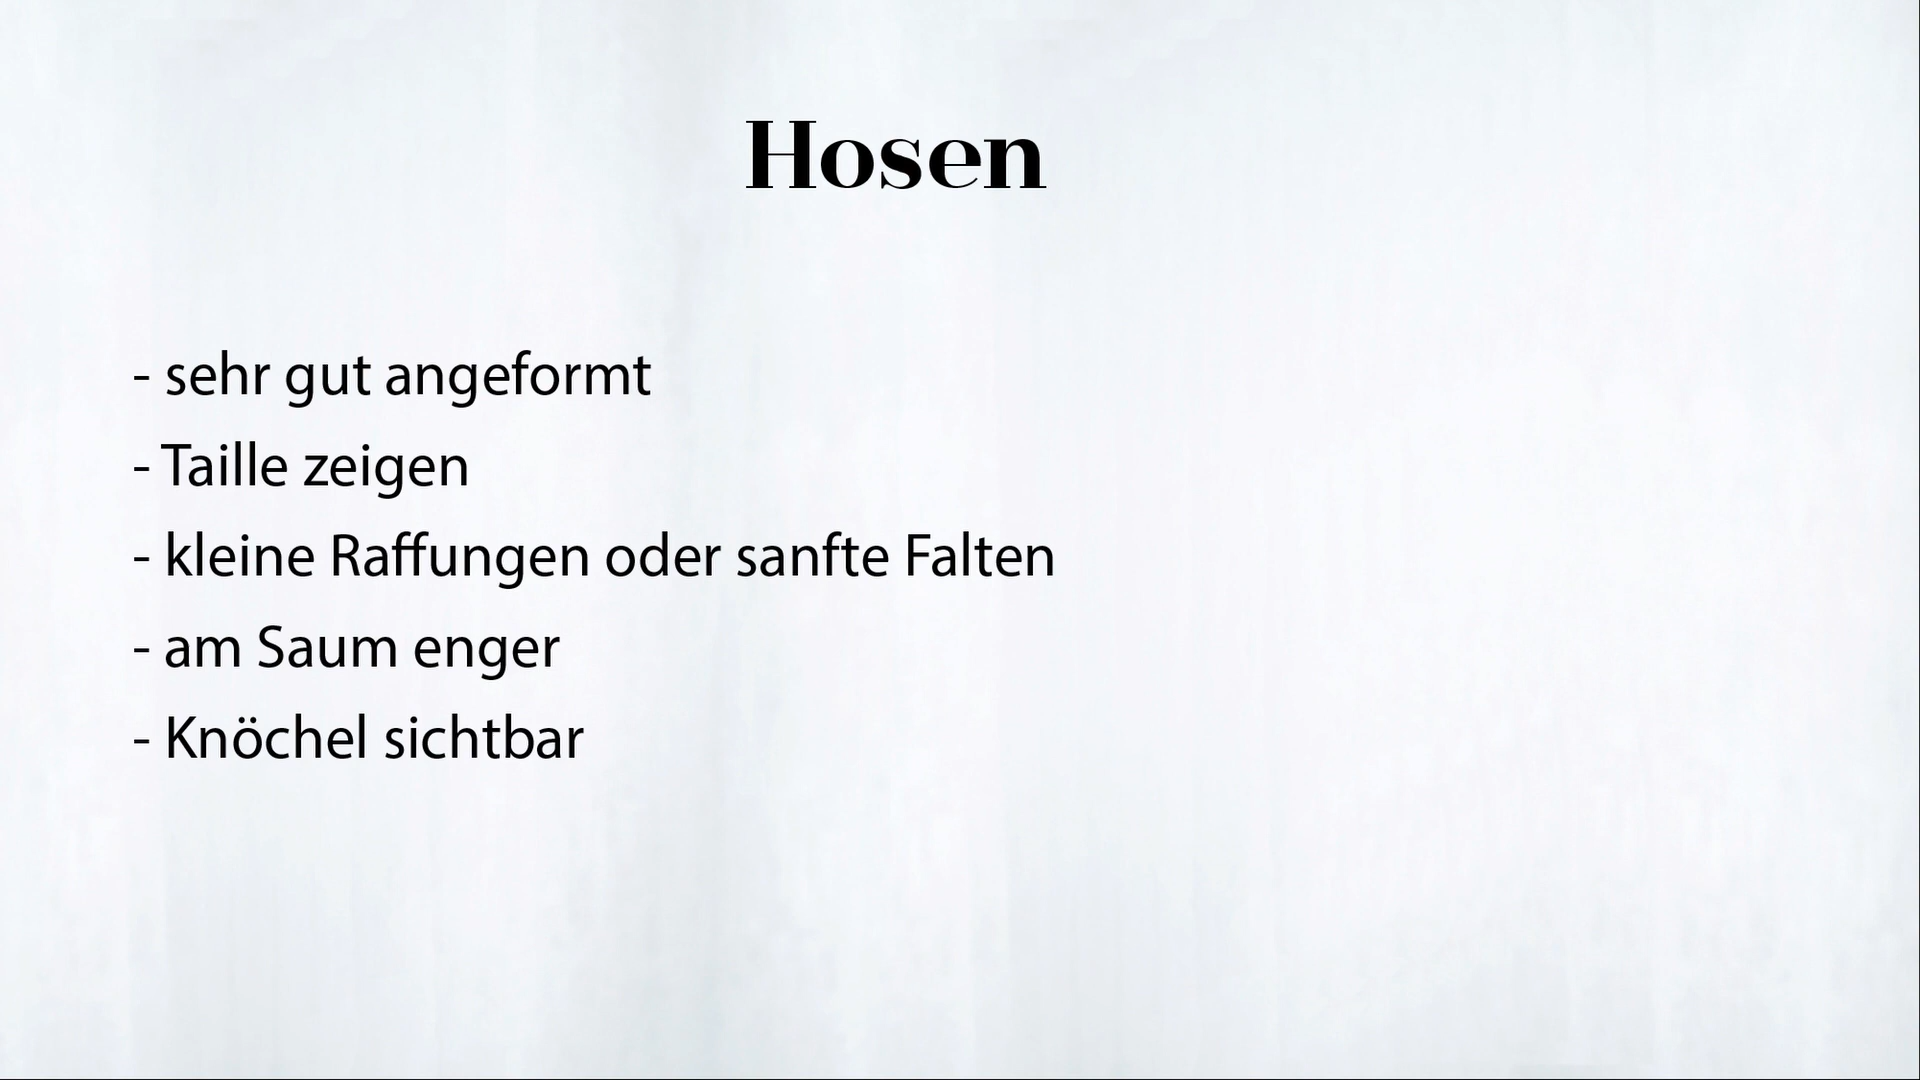 Hosen
- sehr gut angeformt
- Taille zeigen
- kleine Raffungen oder sanfte Falten
- am Saum enger
- Knöchel sichtbar